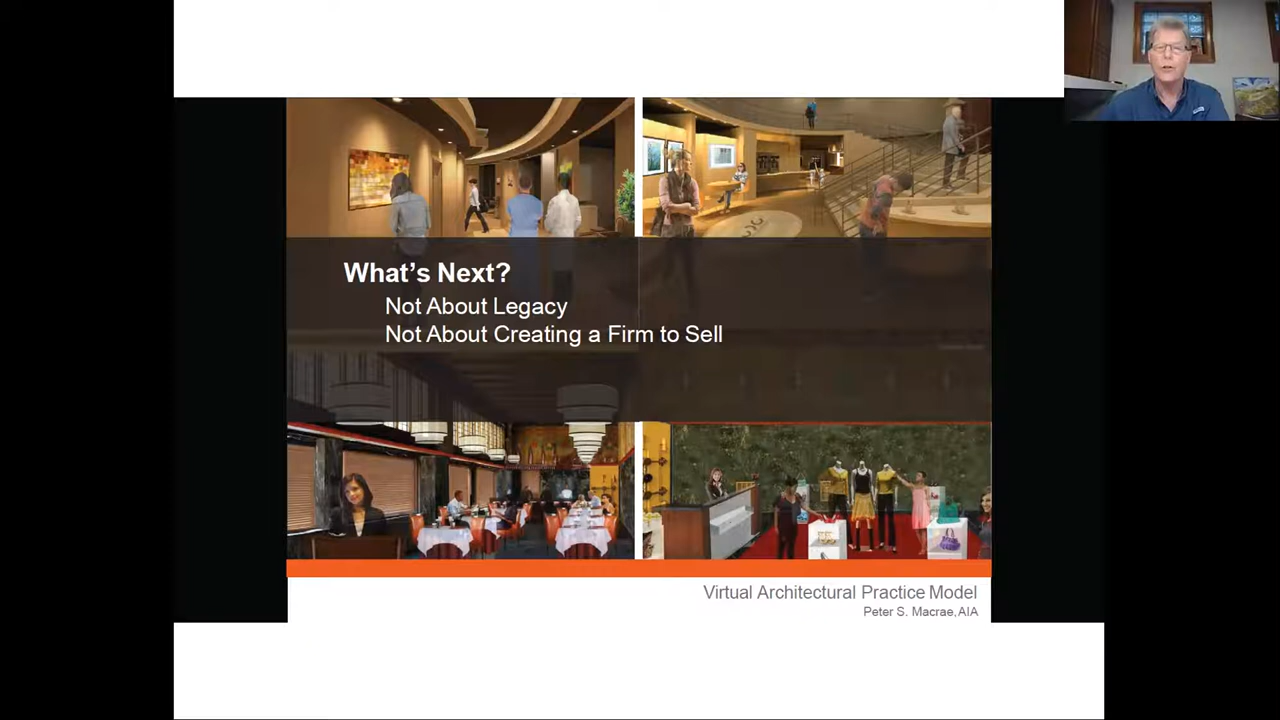 What's Next?
Not About Legacy
Not About Creating a Firm to Sell
Virtual Architectural Practice Model
Peter S. Macrae, AIA